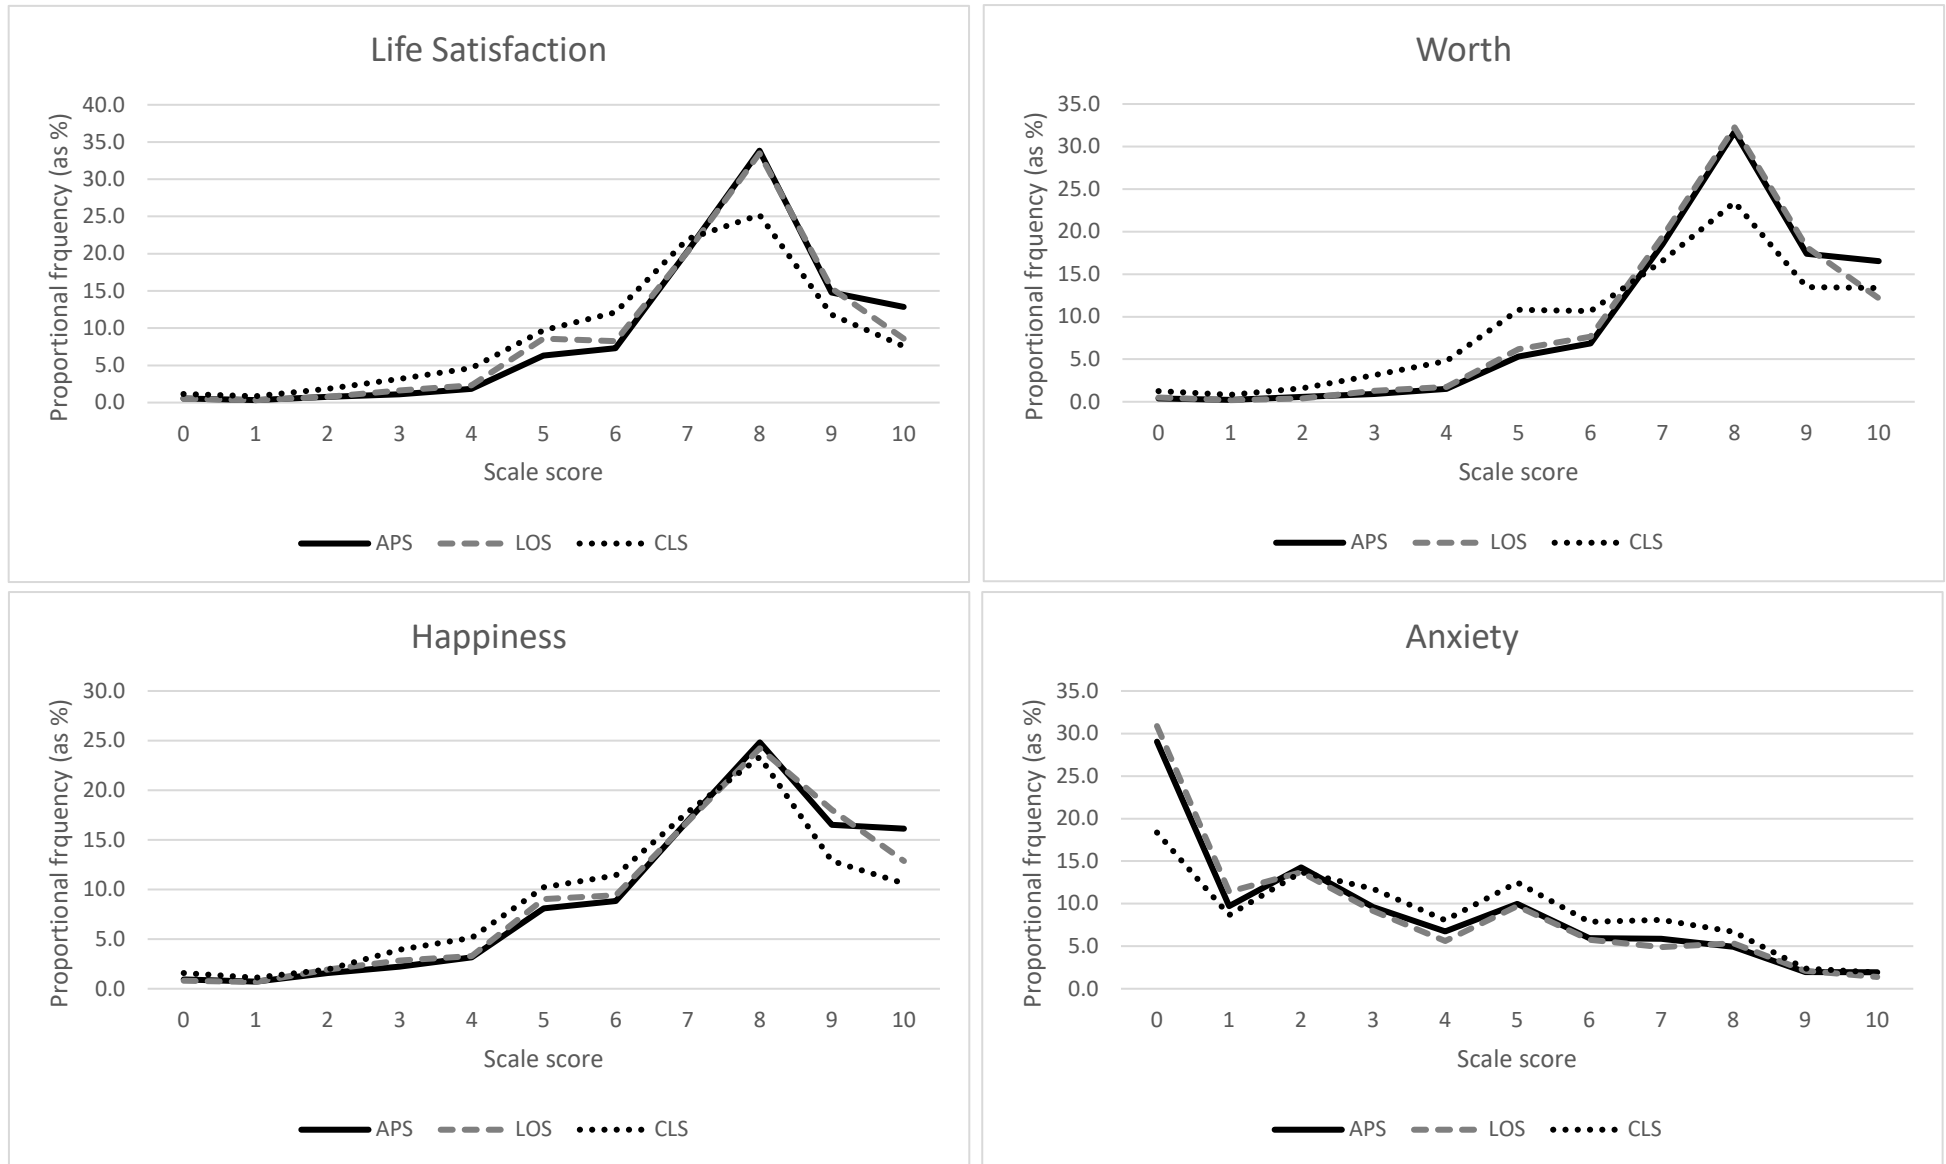 Life Satisfaction
Proportional frquency (as %)
40.0
35.0
30.0
25.0
20.0
15.0
10.0
5.0
0.0
0 1 2 3 4 5 6 7 8 9 10
Scale score
APS LOS CLS
Worth
Proportional frquency (as %)
35.0
30.0
25.0
20.0
15.0
10.0
5.0
0.0
0 1 2 3 4 5 6 7 8 9 10
Scale score
APS LOS CLS
Happiness
Proportional frquency (as %)
30.0
25.0
20.0
15.0
10.0
5.0
0.0
0 1 2 3 4 5 6 7 8 9 10
Scale score
APS LOS CLS
Anxiety
Proportional frquency (as %)
35.0
30.0
25.0
20.0
15.0
10.0
5.0
0.0
0 1 2 3 4 5 6 7 8 9 10
Scale score
APS LOS CLS